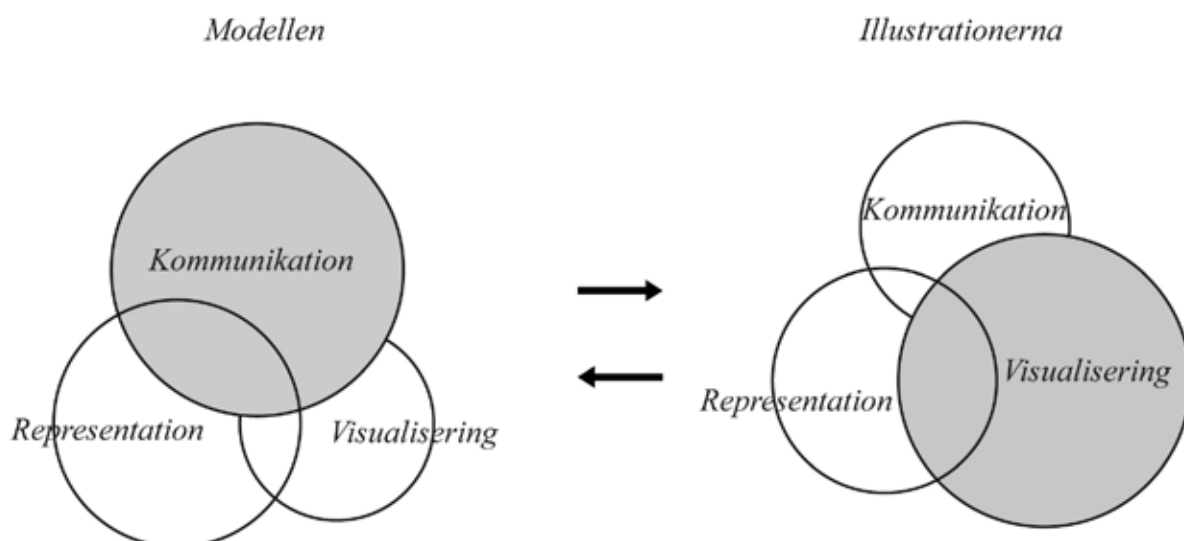 Modellen
Kommunikation
Representation
Visualisering
Illustrationerna
Kommunikation
Visualisering
Representation